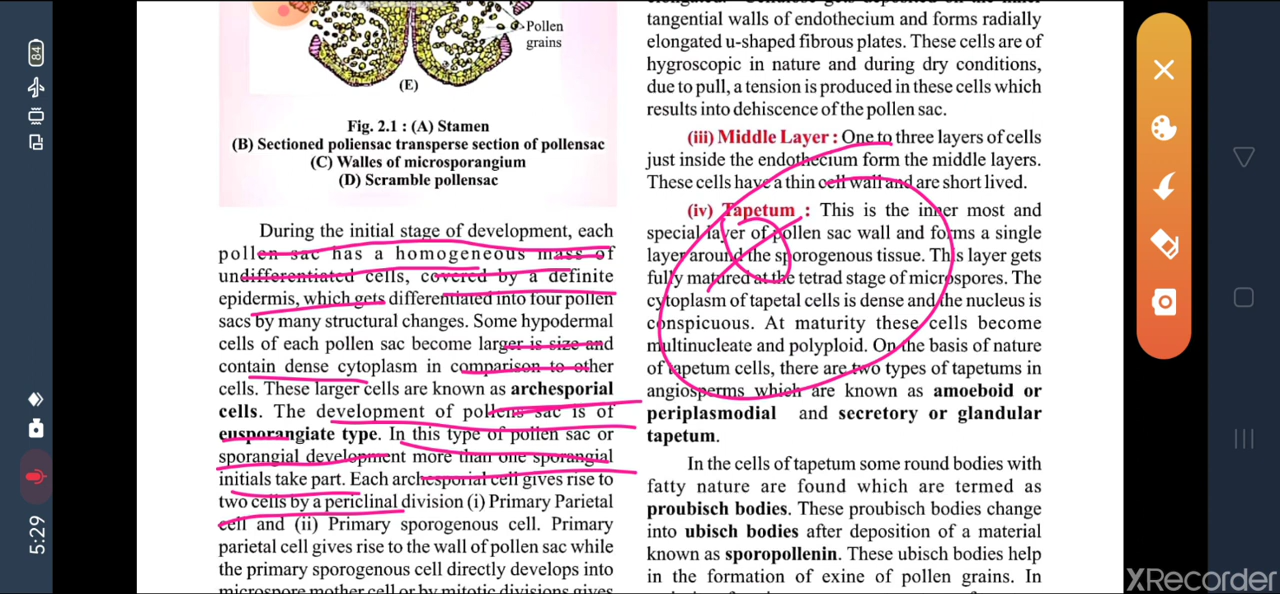 Pollen
grains
(E)
Fig. 2.1 : (A) Stamen
(B) Sectioned poliensac transperse section of pollensac
(C) Walles of microsporangium
(D) Scramble pollensac
During the initial stage of development, each
pollen sac has a homogeneous mass of
undifferentiated cells, covered by a definite
epidermis, which gets differentiated into four pollen
sacs by many structural changes. Some hypodermal
cells of each pollen sac become larger is size and
contain dense cytoplasm in comparison to other
cells. These larger cells are known as archesporial
cells. The development of pollens sac is of
eusporangiate type. In this type of pollen sac or
sporangial development more than one sporangial
initials take part. Each archesporial cell gives rise to
two cells by a periclinal division (i) Primary Parietal
cell and (ii) Primary sporogenous cell. Primary
parietal cell gives rise to the wall of pollen sac while
the primary sporogenous cell directly develops into
microspore mother cell or by mitotic divisions gives
tangential walls of endothecium and forms radially
elongated u-shaped fibrous plates. These cells are of
hygroscopic in nature and during dry conditions,
due to pull, a tension is produced in these cells which
results into dehiscence of the pollen sac.
(iii) Middle Layer : One to three layers of cells
just inside the endothecium form the middle layers.
These cells have a thin cell wall and are short lived.
(iv) Tapetum : This is the inner most and
special layer of pollen sac wall and forms a single
layer around the sporogenous tissue. This layer gets
fully matured at the tetrad stage of microspores. The
cytoplasm of tapetal cells is dense and the nucleus is
conspicuous. At maturity these cells become
multinucleate and polyploid. On the basis of nature
of tapetum cells, there are two types of tapetums in
angiosperms which are known as amoeboid or
periplasmodial and secretory or glandular
tapetum.
In the cells of tapetum some round bodies with
fatty nature are found which are termed as
proubisch bodies. These proubisch bodies change
into ubisch bodies after deposition of a material
known as sporopollenin. These ubisch bodies help
in the formation of exine of pollen grains. In
84
5:29
XRecorder